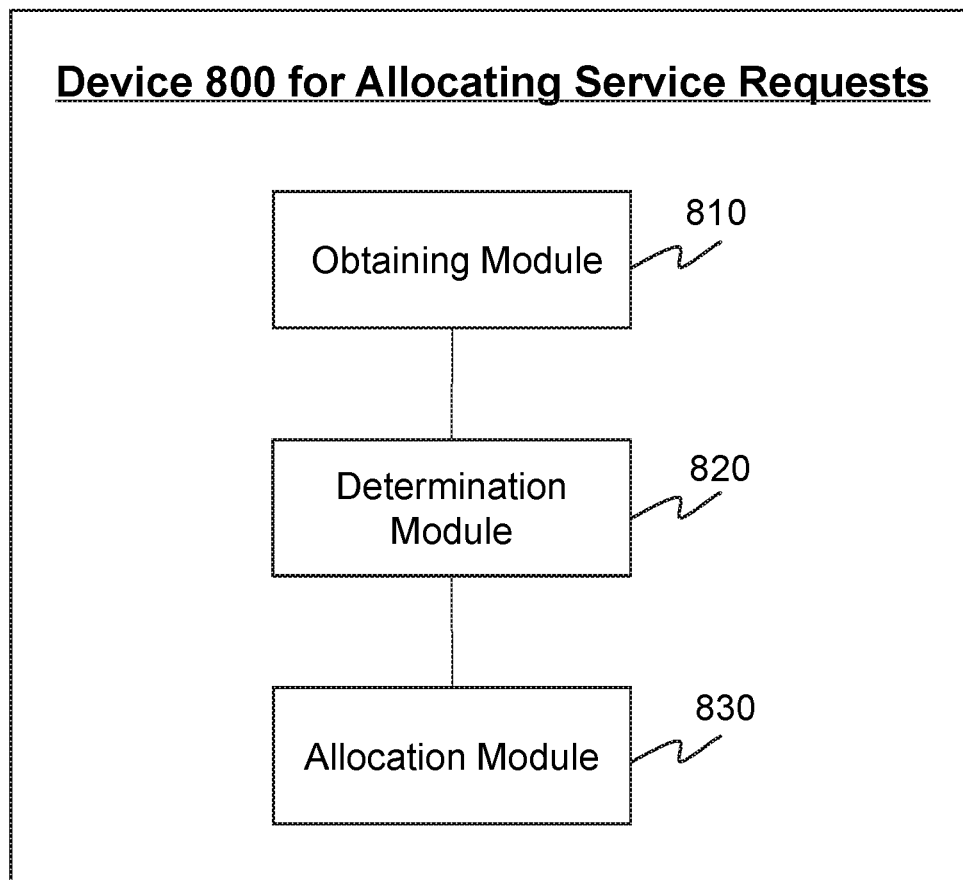 Device 800 for Allocating Service Requests
810
Obtaining Module
820
Determination
Module
830
Allocation Module